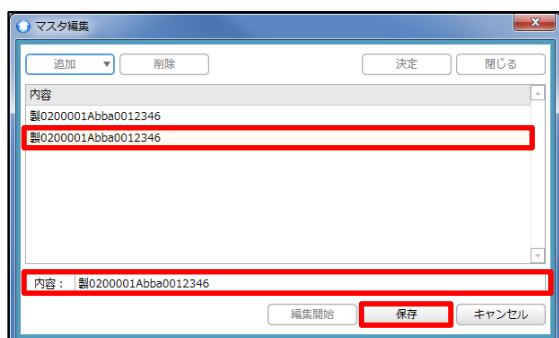 マスタ編集
追加 ▼ 削除 決定 閉じる
内容
製0200001Abba0012346
製0200001Abba0012346
内容： 製0200001Abba0012346
編集開始 保存 キャンセル